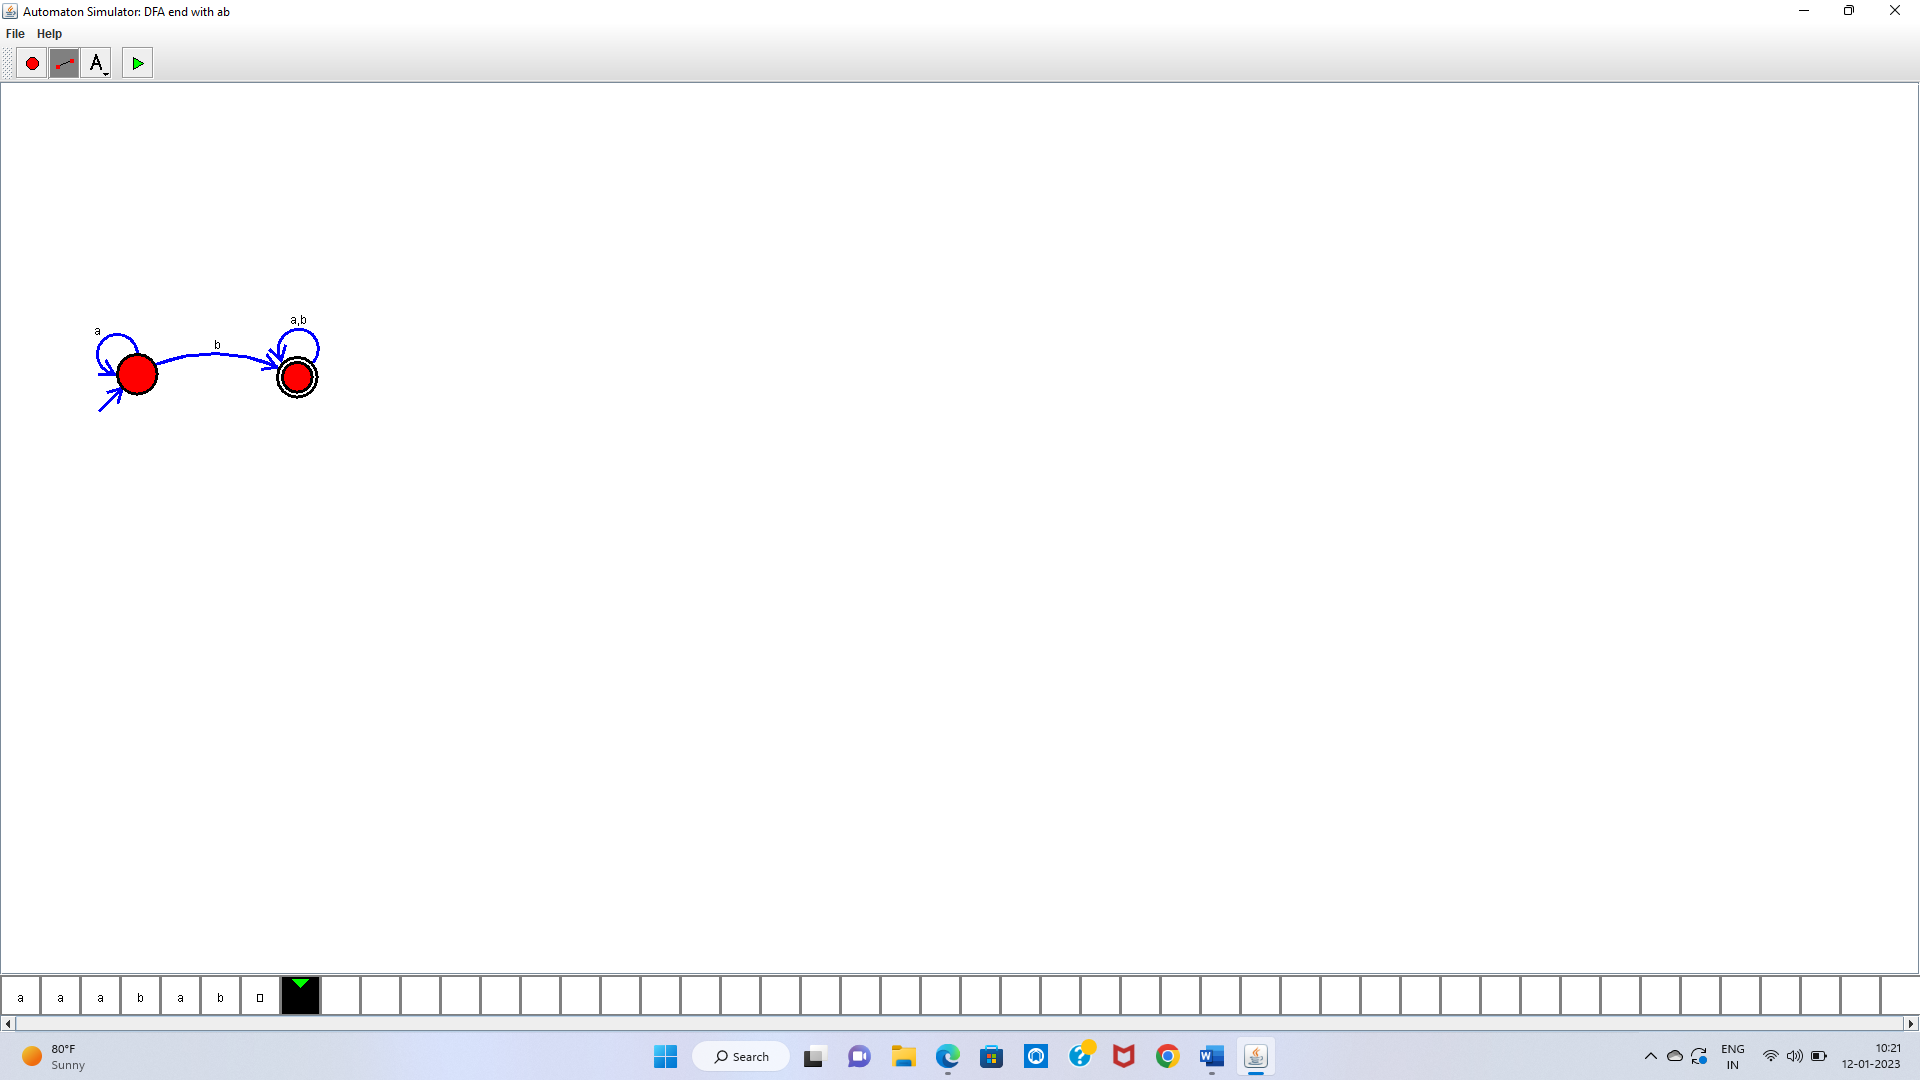 Automaton Simulator: DFA end with ab
File Help
A
a
b
a,b
a a a b a b
80°F
Sunny
Search
ENG
IN
10:21
12-01-2023